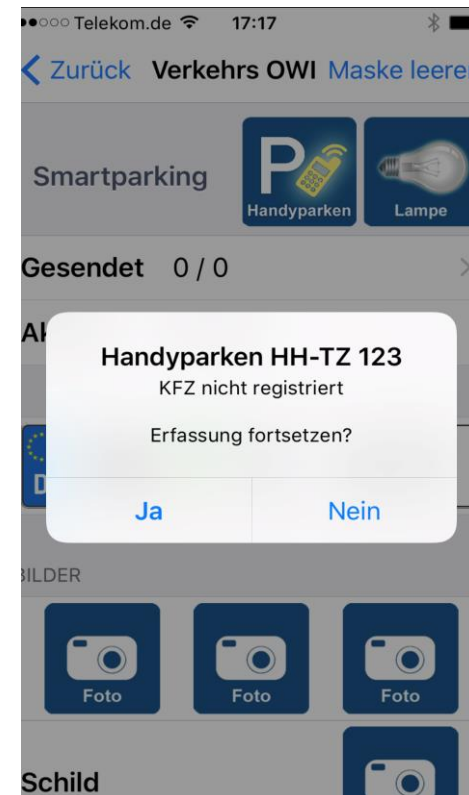 Telekom.de 17:17
Zurück Verkehrs OWI Maske leere
Smartparking
P
Handyparken Lampe
Gesendet 0 / 0
Handyparken HH-TZ 123
KFZ nicht registriert
Erfassung fortsetzen?
Ja Nein
D
BILDER
Foto Foto Foto
Schild